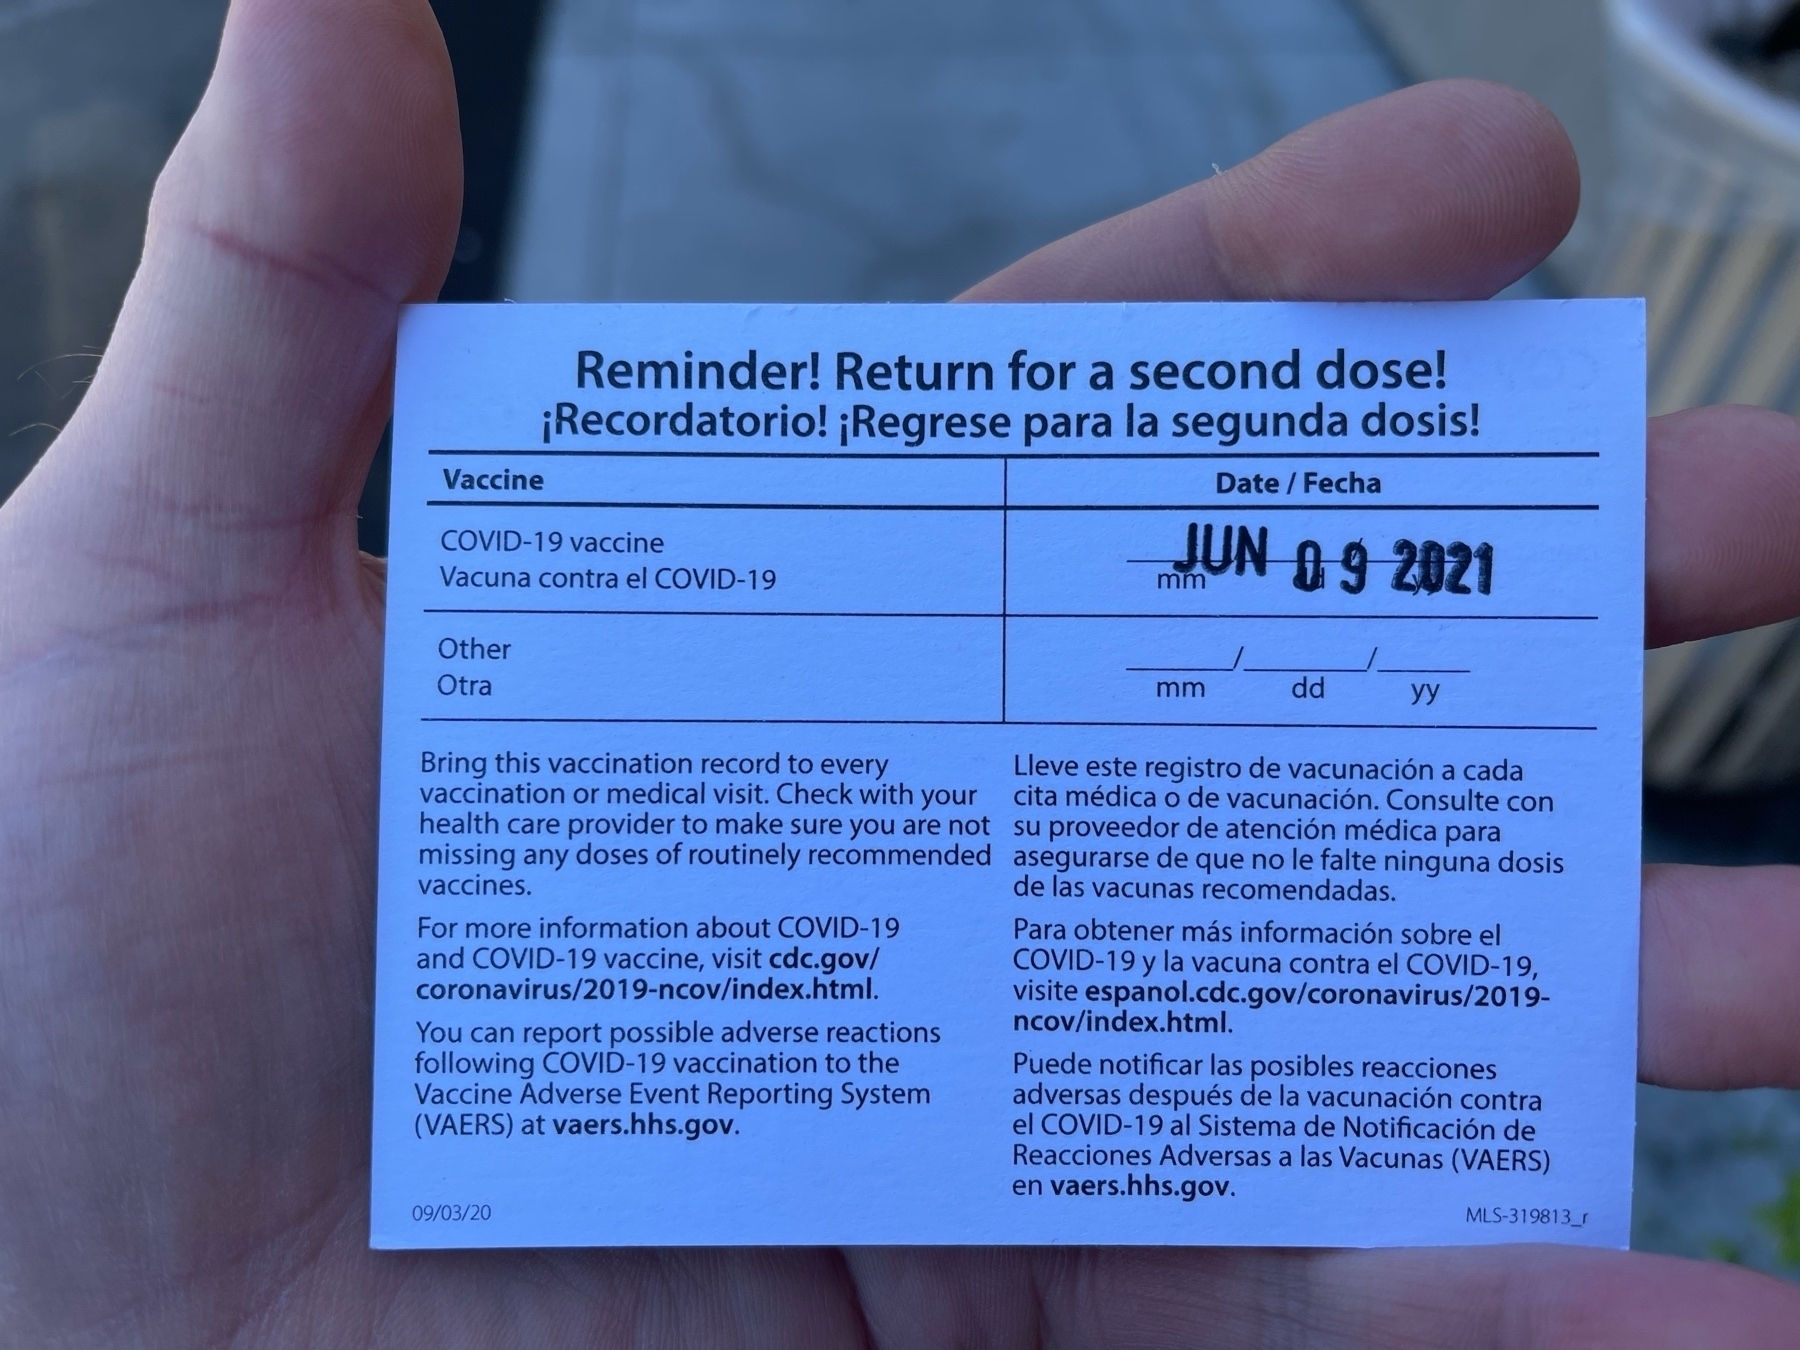 Reminder! Return for a second dose!
¡Recordatorio! ¡Regrese para la segunda dosis!
Vaccine
Date / Fecha
COVID-19 vaccine
Vacuna contra el COVID-19
JUN 09 2021
mm
Other
Otra
____/____/____
mm dd yy
Bring this vaccination record to every
vaccination or medical visit. Check with your
health care provider to make sure you are not
missing any doses of routinely recommended
vaccines.
For more information about COVID-19
and COVID-19 vaccine, visit cdc.gov/
coronavirus/2019-ncov/index.html.
You can report possible adverse reactions
following COVID-19 vaccination to the
Vaccine Adverse Event Reporting System
(VAERS) at vaers.hhs.gov.
09/03/20
Lleve este registro de vacunación a cada
cita médica o de vacunación. Consulte con
su proveedor de atención médica para
asegurarse de que no le falte ninguna dosis
de las vacunas recomendadas.
Para obtener más información sobre el
COVID-19 y la vacuna contra el COVID-19,
visite espanol.cdc.gov/coronavirus/2019-
ncov/index.html.
Puede notificar las posibles reacciones
adversas después de la vacunación contra
el COVID-19 al Sistema de Notificación de
Reacciones Adversas a las Vacunas (VAERS)
en vaers.hhs.gov.
MLS-319813_r